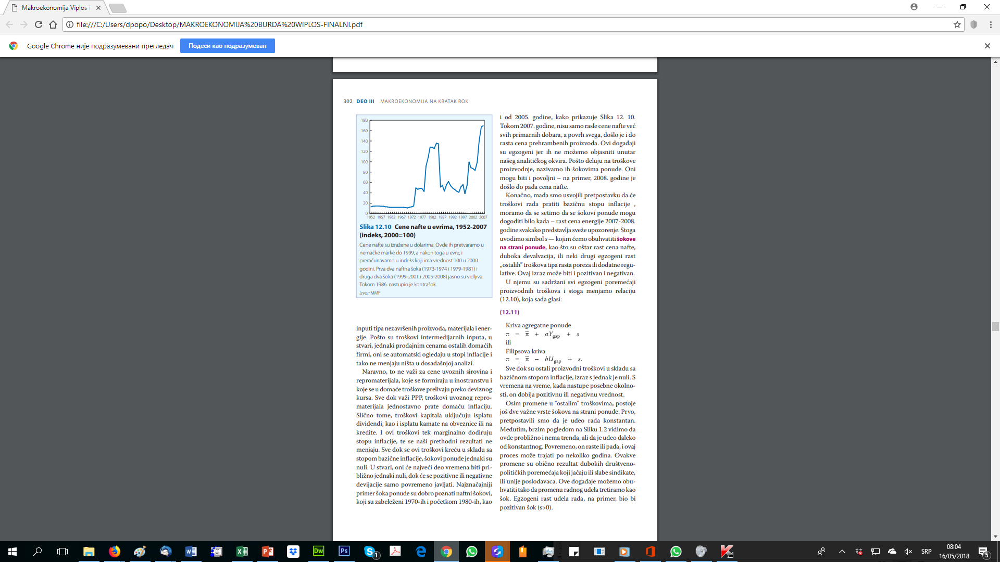 Makroekonomija Viplos i
file:///C:/Users/dpopo/Desktop/MAKROEKONOMIJA%20BURDA%20WIPLOS-FINALNI.pdf
Google Chrome није подразумевани прегледач
Подеси као подразумеван
302 DEO III MAKROEKONOMIJA NA KRATAK ROK
180
160
140
120
100
80
60
40
20
0
1952 1957 1962 1967 1972 1977 1982 1987 1992 1997 2002 2007
Slika 12.10 Cene nafte u evrima, 1952-2007
(indeks, 2000=100)
Cene nafte su izražene u dolarima. Ovde ih pretvaramo u
nemačke marke do 1999, a nakon toga u evre, i
preračunavamo u indeks koji ima vrednost 100 u 2000.
godini. Prva dva naftna šoka (1973-1974 i 1979-1981) i
druga dva šoka (1999-2001 i 2005-2008) jasno su vidljiva.
Tokom 1986. nastupio je kontrašok.
Izvor: MMF
inputi tipa nezavršenih proizvoda, materijala i ener-
gije. Pošto su troškovi intermedijarnih inputa, u
stvari, jednaki prodajnim cenama ostalih domaćih
firmi, oni se automatski ogledaju u stopi inflacije i
tako ne menjaju ništa u dosadašnjoj analizi.
Naravno, to ne važi za cene uvoznih sirovina i
repromaterijala, koje se formiraju u inostranstvu i
koje se u domaće troškove prelivaju preko deviznog
kursa. Sve dok važi PPP, troškovi uvoznog repro-
materijala jednostavno prate domaću inflaciju.
Slično tome, troškovi kapitala uključuju isplatu
dividendi, kao i isplatu kamate na obveznice ili na
kredite. I ovi troškovi tek marginalno dodiruju
stopu inflacije, te se naši prethodni rezultati ne
menjaju. Sve dok se ovi troškovi kreću u skladu sa
stopom bazične inflacije, šokovi ponude jednaki su
nuli. U stvari, oni će najveći deo vremena biti pri-
bližno jednaki nuli, dok će se pozitivne ili negativne
devijacije samo povremeno javljati. Najznačajniji
primer šoka ponude su dobro poznati naftni šokovi,
koji su zabeleženi 1970-ih i početkom 1980-ih, kao
i od 2005. godine, kako prikazuje Slika 12. 10.
Tokom 2007. godine, nisu samo rasle cene nafte već
svih primarnih dobara, a povrh svega, došlo je i do
rasta cena prehrambenih proizvoda. Ovi događaji
su egzogeni jer ih ne možemo objasniti unutar
našeg analitičkog okvira. Pošto deluju na troškove
proizvodnje, nazivamo ih šokovima ponude. Oni
mogu biti i povoljni – na primer, 2008. godine je
došlo do pada cena nafte.
Konačno, mada smo usvojili pretpostavku da će
troškovi rada pratiti bazičnu stopu inflacije ,
moramo da se setimo da se šokovi ponude mogu
dogoditi bilo kada – rast cena energije 2007-2008.
godine svakako predstavlja sveže upozorenje. Stoga
uvodimo simbol s — kojim ćemo obuhvatiti šokove
na strani ponude, kao što su oštar rast cena nafte,
duboka devalvacija, ili neki drugi egzogeni rast
„ostalih” troškova tipa rasta poreza ili dodatne regu-
lative. Ovaj izraz može biti i pozitivan i negativan.
U njemu su sadržani svi egzogeni poremećaji
proizvodnih troškova i stoga menjamo relaciju
(12.10), koja sada glasi:
(12.11)
Kriva agregatne ponude
π = π̃ + aYgap + s
ili
Filipsova kriva
π = π̃ − bUgap + s.
Sve dok su ostali proizvodni troškovi u skladu sa
bazičnom stopom inflacije, izraz s jednak je nuli. S
vremena na vreme, kada nastupe posebne okolno-
sti, on dobija pozitivnu ili negativnu vrednost.
Osim promene u “ostalim” troškovima, postoje
još dve važne vrste šokova na strani ponude. Prvo,
pretpostavili smo da je udeo rada konstantan.
Međutim, brzim pogledom na Sliku 1.2 vidimo da
ovde probližno i nema trenda, ali da je udeo daleko
od konstantnog. Povremeno, on raste ili pada, i ovaj
proces može trajati po nekoliko godina. Ovakve
promene su obično rezultat dubokih društveno-
političkih poremećaja koji jačaju ili slabe sindikate,
ili unije poslodavaca. Ove događaje možemo obu-
hvatiti tako da promenu radnog udela tretiramo kao
šok. Egzogeni rast udela rada, na primer, bio bi
pozitivan šok (s>0).
Dw
Ps
1
SRP
08:04
16/05/2018
5